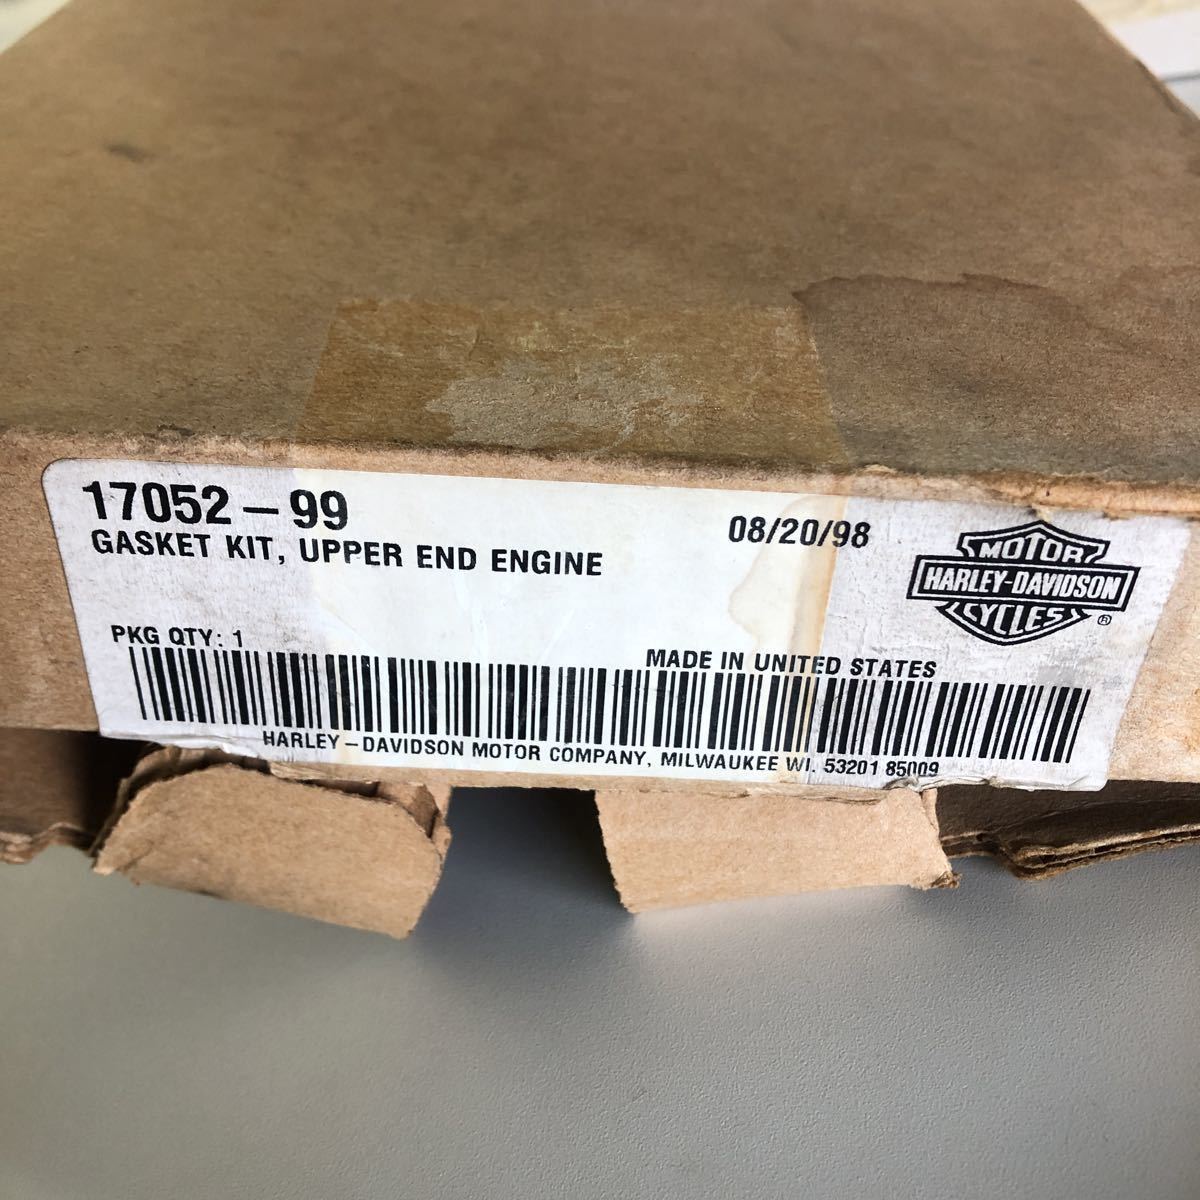 17052-99
GASKET KIT, UPPER END ENGINE
08/20/98
MOTOR
HARLEY-DAVIDSON
CYCLES®
PKG QTY: 1
MADE IN UNITED STATES
HARLEY-DAVIDSON MOTOR COMPANY, MILWAUKEE WI. 53201 85009